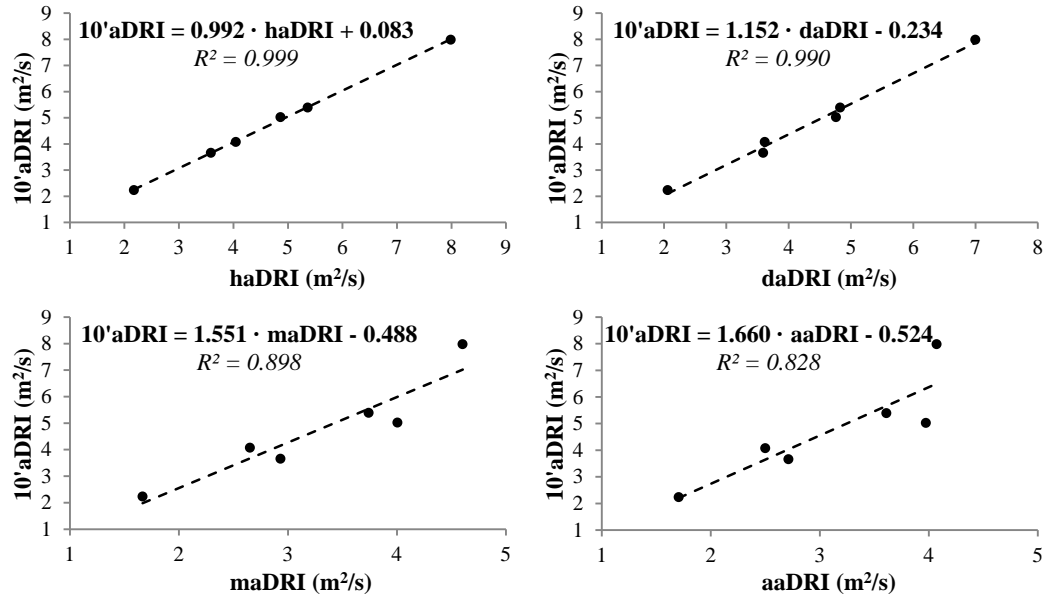 10'aDRI = 0.992 · haDRI + 0.083
R² = 0.999
10'aDRI (m²/s)
9
8
7
6
5
4
3
2
1
1 2 3 4 5 6 7 8 9
haDRI (m²/s)
10'aDRI = 1.152 · daDRI - 0.234
R² = 0.990
10'aDRI (m²/s)
9
8
7
6
5
4
3
2
1
1 2 3 4 5 6 7 8
daDRI (m²/s)
10'aDRI = 1.551 · maDRI - 0.488
R² = 0.898
10'aDRI (m²/s)
9
8
7
6
5
4
3
2
1
1 2 3 4 5
maDRI (m²/s)
10'aDRI = 1.660 · aaDRI - 0.524
R² = 0.828
10'aDRI (m²/s)
9
8
7
6
5
4
3
2
1
1 2 3 4 5
aaDRI (m²/s)